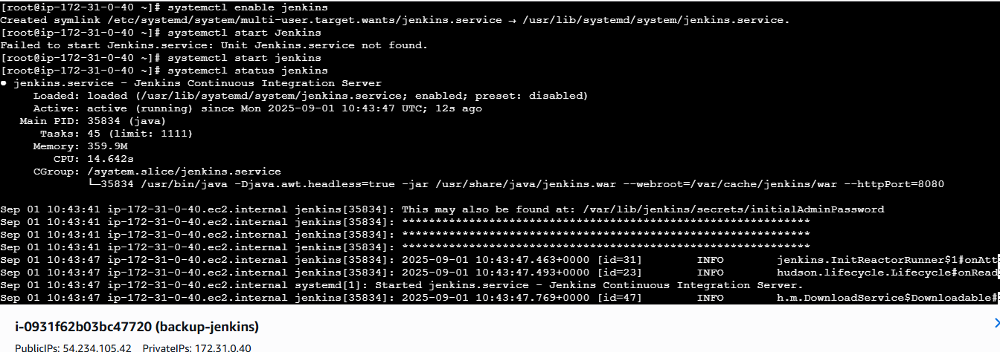 [root@ip-172-31-0-40 ~]# systemctl enable jenkins
Created symlink /etc/systemd/system/multi-user.target.wants/jenkins.service → /usr/lib/systemd/system/jenkins.service.
[root@ip-172-31-0-40 ~]# systemctl start Jenkins
Failed to start Jenkins.service: Unit Jenkins.service not found.
[root@ip-172-31-0-40 ~]# systemctl start jenkins
[root@ip-172-31-0-40 ~]# systemctl status jenkins
● jenkins.service - Jenkins Continuous Integration Server
     Loaded: loaded (/usr/lib/systemd/system/jenkins.service; enabled; preset: disabled)
     Active: active (running) since Mon 2025-09-01 10:43:47 UTC; 12s ago
   Main PID: 35834 (java)
      Tasks: 45 (limit: 1111)
     Memory: 359.9M
        CPU: 14.642s
     CGroup: /system.slice/jenkins.service
             └─35834 /usr/bin/java -Djava.awt.headless=true -jar /usr/share/java/jenkins.war --webroot=/var/cache/jenkins/war --httpPort=8080
Sep 01 10:43:41 ip-172-31-0-40.ec2.internal jenkins[35834]: This may also be found at: /var/lib/jenkins/secrets/initialAdminPassword
Sep 01 10:43:41 ip-172-31-0-40.ec2.internal jenkins[35834]: *************************************************************
Sep 01 10:43:41 ip-172-31-0-40.ec2.internal jenkins[35834]: *************************************************************
Sep 01 10:43:41 ip-172-31-0-40.ec2.internal jenkins[35834]: *************************************************************
Sep 01 10:43:47 ip-172-31-0-40.ec2.internal jenkins[35834]: 2025-09-01 10:43:47.463+0000 [id=31]        INFO        jenkins.InitReactorRunner$1#onAtt
Sep 01 10:43:47 ip-172-31-0-40.ec2.internal jenkins[35834]: 2025-09-01 10:43:47.493+0000 [id=23]        INFO        hudson.lifecycle.Lifecycle#onRead
Sep 01 10:43:47 ip-172-31-0-40.ec2.internal systemd[1]: Started jenkins.service - Jenkins Continuous Integration Server.
Sep 01 10:43:47 ip-172-31-0-40.ec2.internal jenkins[35834]: 2025-09-01 10:43:47.769+0000 [id=47]        INFO        h.m.DownloadService$Downloadable#
i-0931f62b03bc47720 (backup-jenkins)
PublicIPs: 54.234.105.42    PrivateIPs: 172.31.0.40